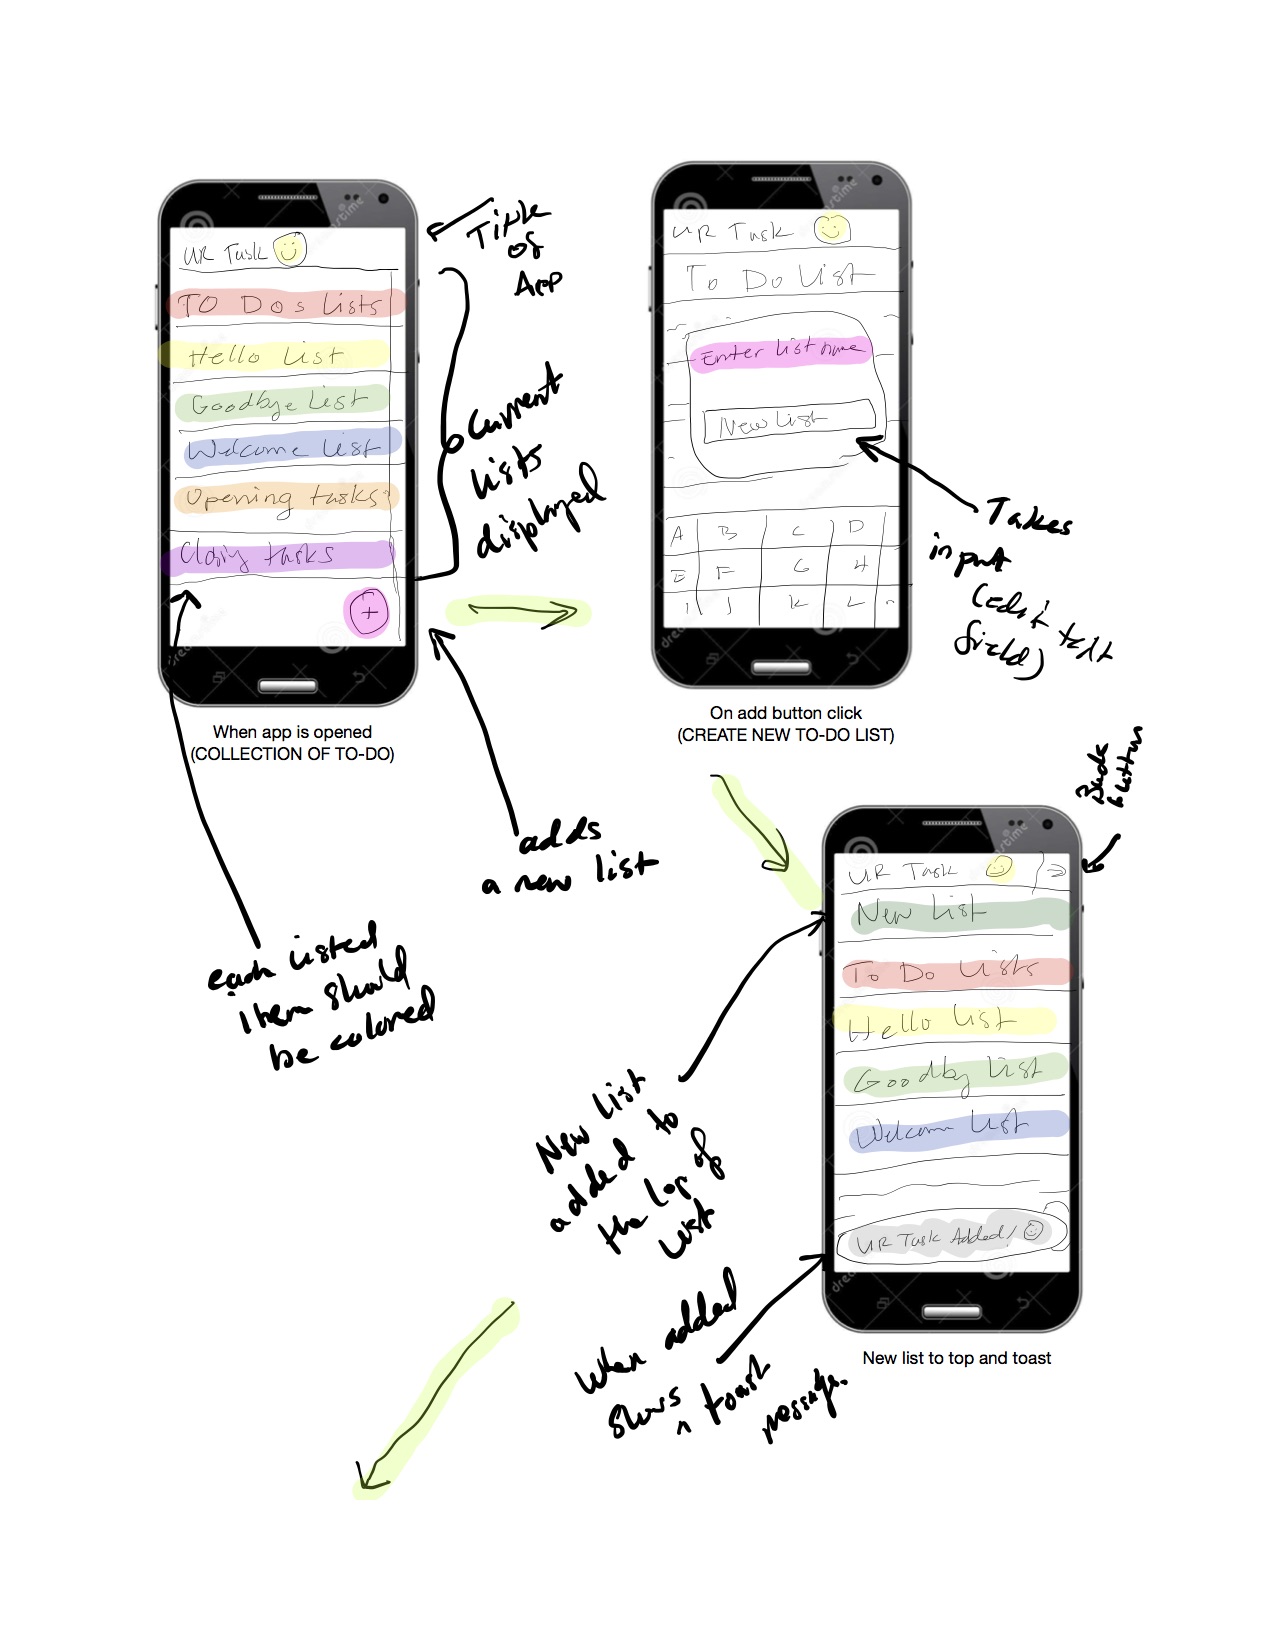 UR Task
TO Dos Lists
Hello List
Goodbye List
Welcome List
Opening tasks
Closing tasks
+
When app is opened
(COLLECTION OF TO-DO)
Title
of
App
Current
lists
displayed
adds
a new list
each listed
item should
be colored
UR Task
To Do List
Enter list name
New List
A B C D
E F G H
I J K L
On add button click
(CREATE NEW TO-DO LIST)
Takes
input
(edit text
field)
Back
button
UR Task
New List
To Do Lists
Hello list
Goodby List
Welcom List
UR Task Added!
New list to top and toast
New list
added to
the top of
list
When added
shows a toast
message.